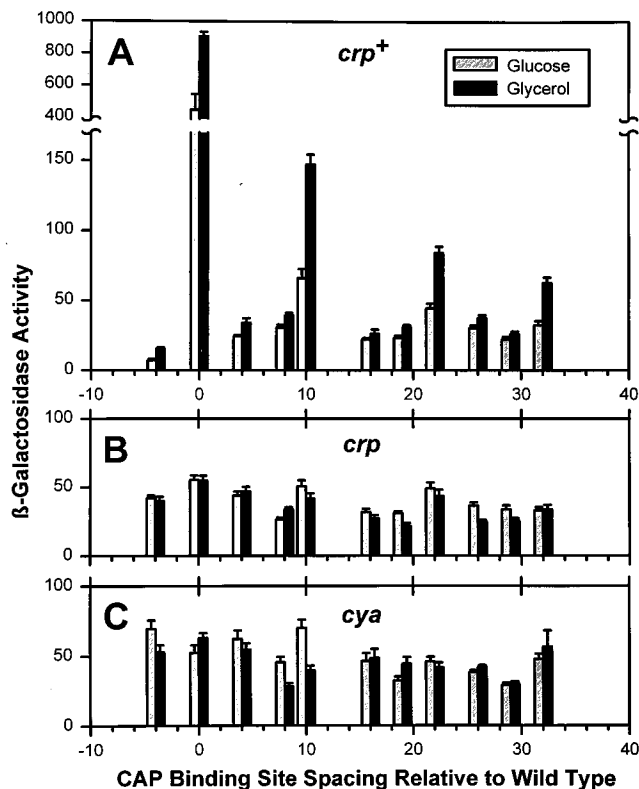 1000
800
600
400
150
100
50
0
A
crp+
Glucose
Glycerol
-10
0
10
20
30
40
100
50
0
B
crp
100
50
0
C
cya
-10
0
10
20
30
40
ß-Galactosidase Activity
CAP Binding Site Spacing Relative to Wild Type